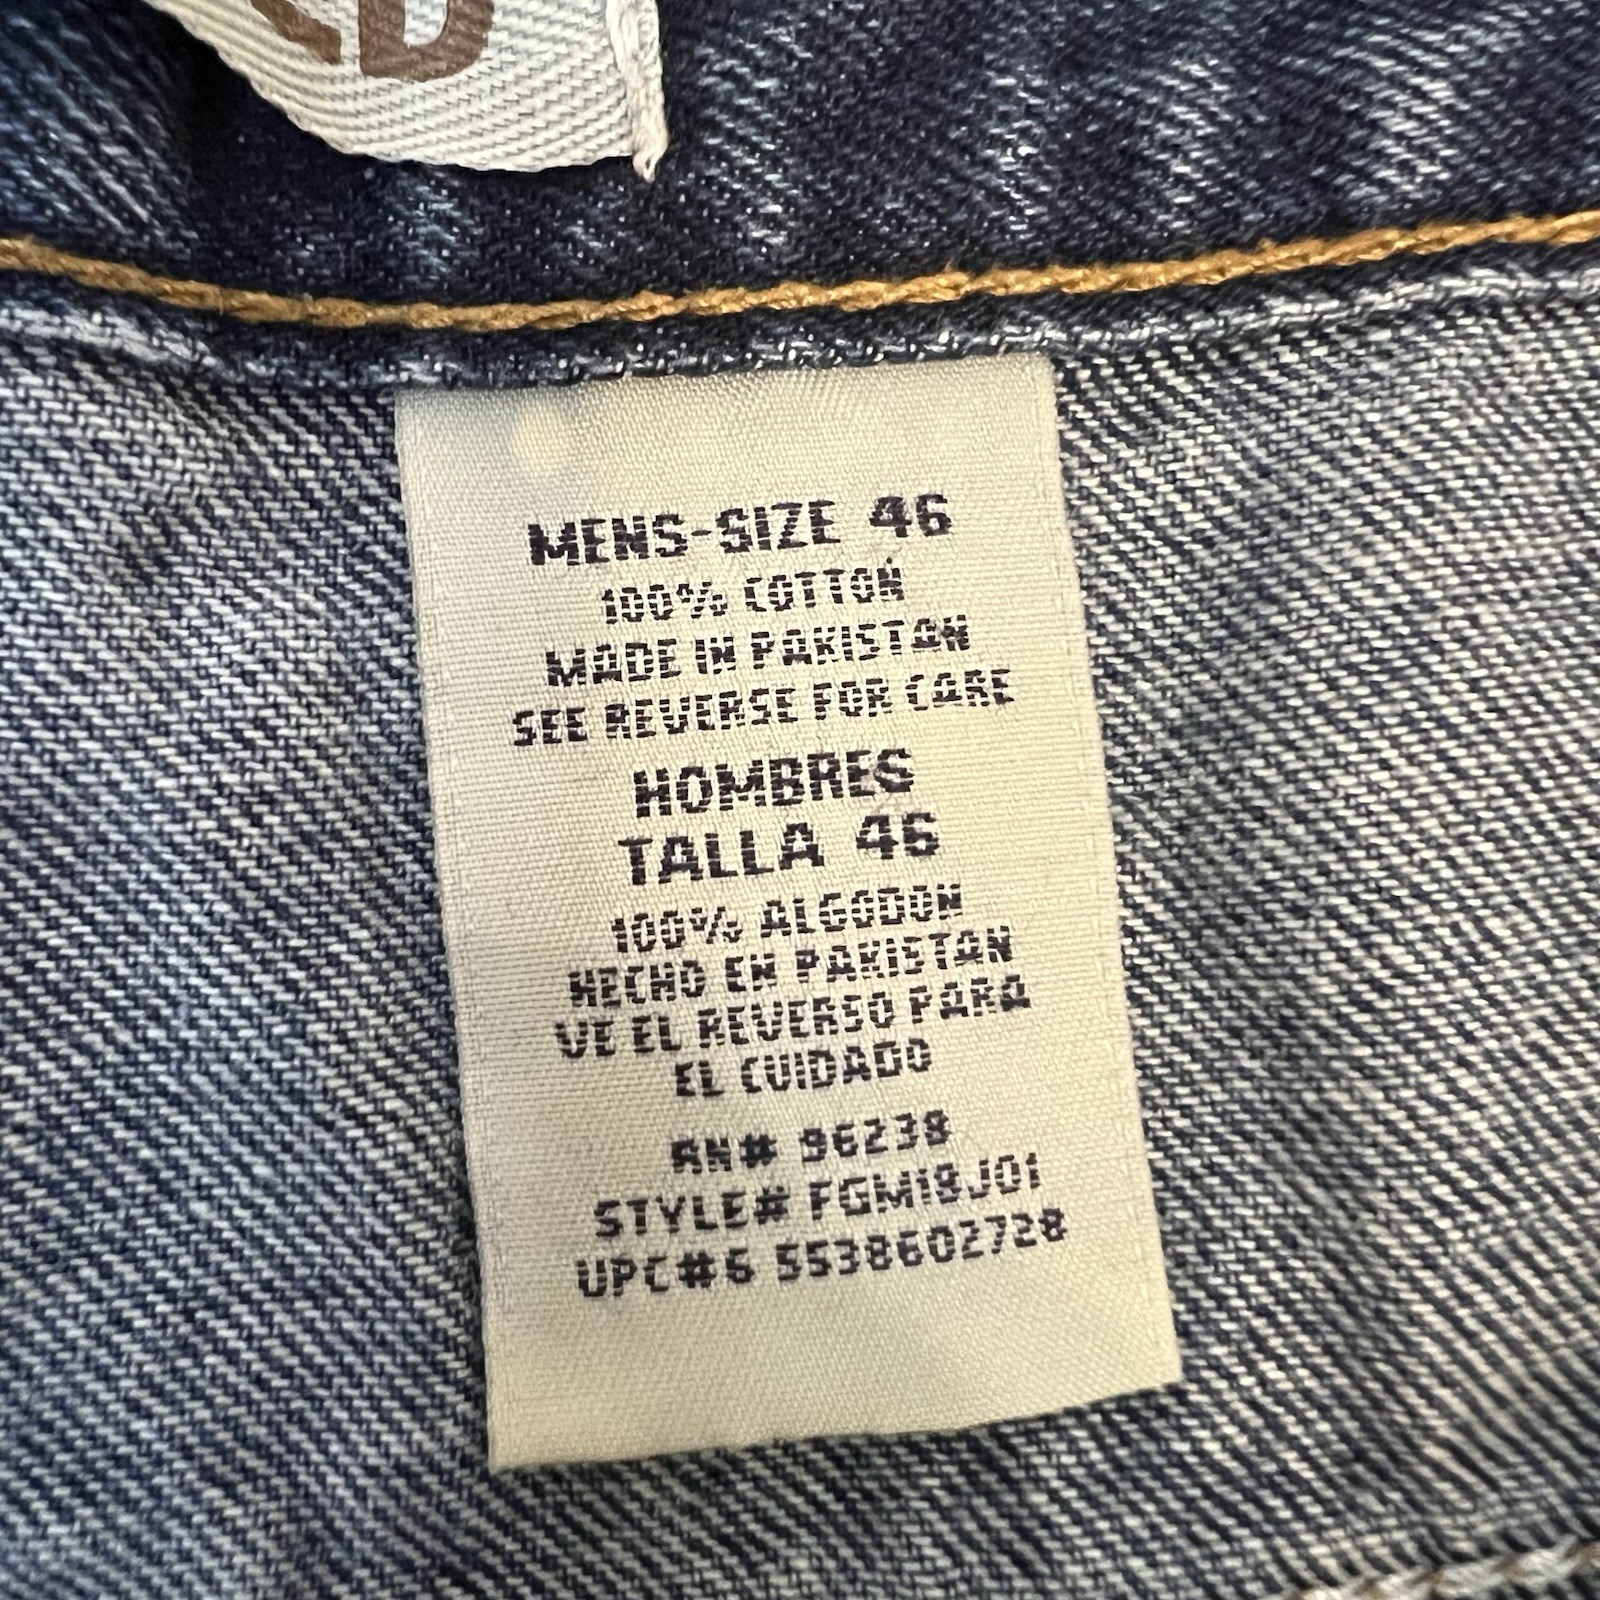 MENS-SIZE 46
100% COTTON
MADE IN PAKISTAN
SEE REVERSE FOR CARE
HOMBRES
TALLA 46
100% ALGODON
HECHO EN PAKISTAN
VE EL REVERSO PARA
EL CUIDADO
RN# 96238
STYLE# FGM18J01
UPC#6 5538602728